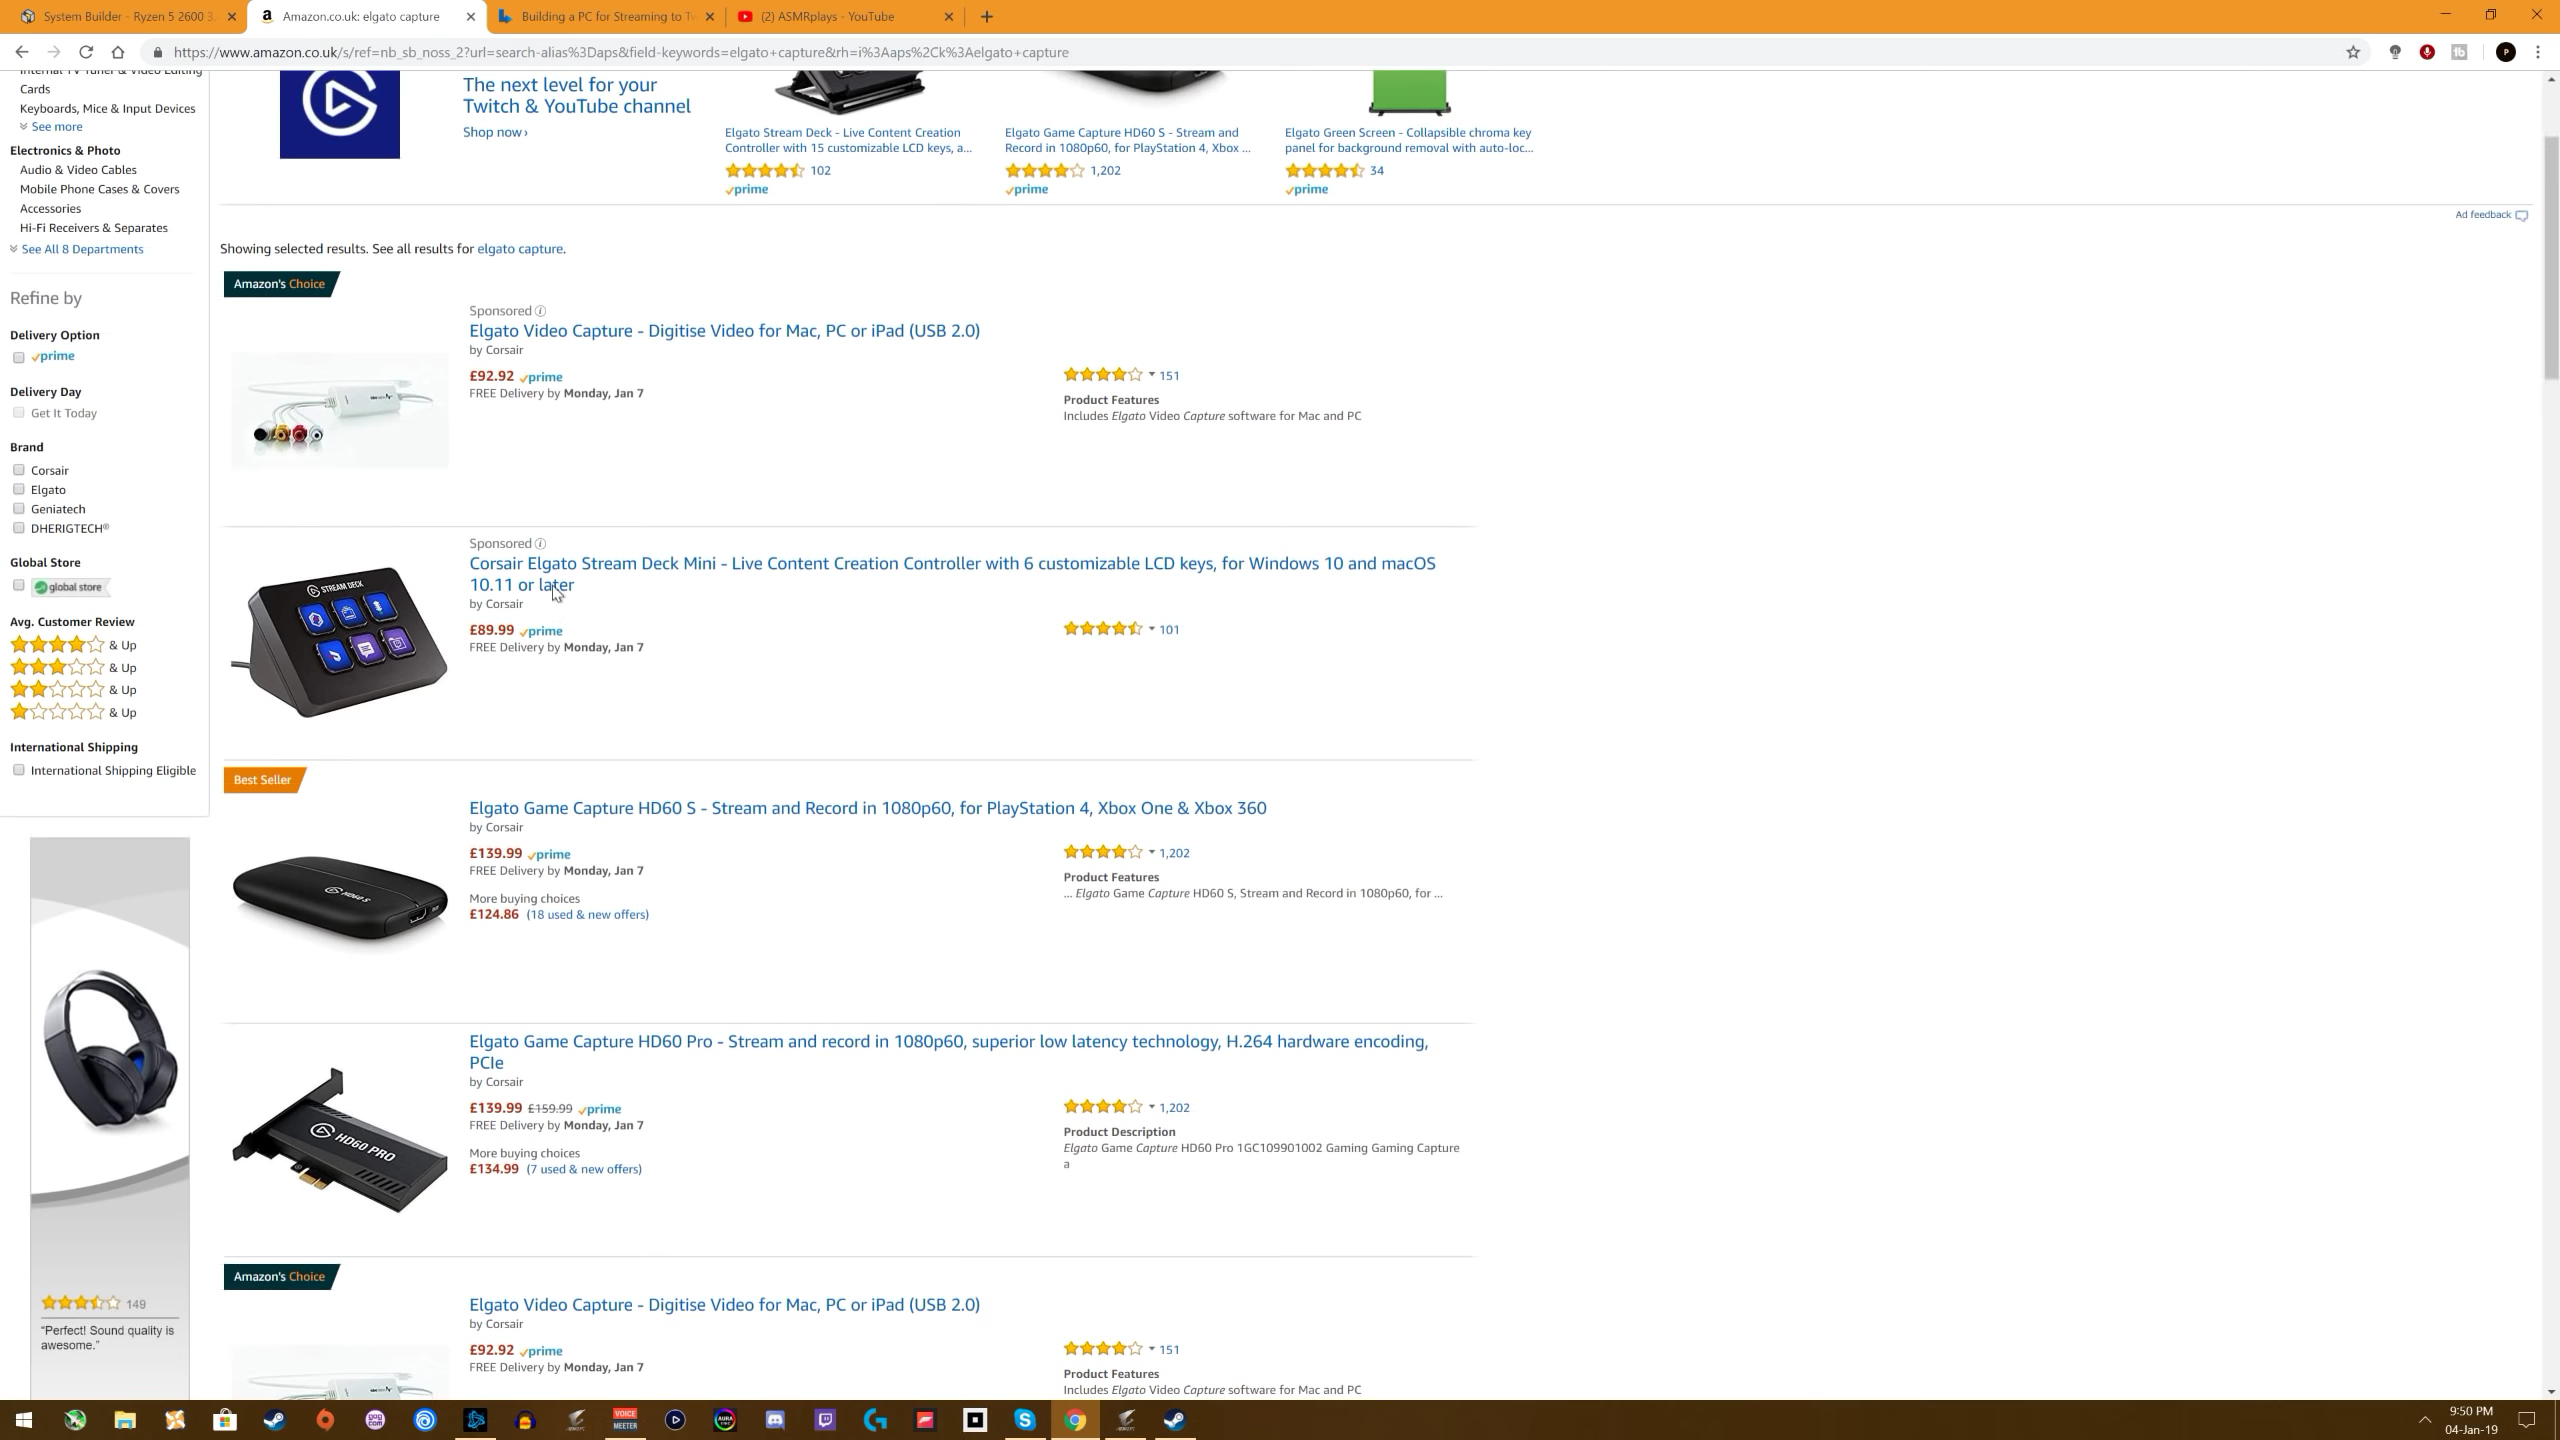 System Builder - Ryzen 5 2600 3.
Amazon.co.uk: elgato capture
Building a PC for Streaming to Tw
(2) ASMRplays - YouTube
https://www.amazon.co.uk/s/ref=nb_sb_noss_2?url=search-alias%3Daps&field-keywords=elgato+capture&rh=i%3Aaps%2Ck%3Aelgato+capture
Internal TV Tuner & Video Editing
Cards
Keyboards, Mice & Input Devices
See more
Electronics & Photo
Audio & Video Cables
Mobile Phone Cases & Covers
Accessories
Hi-Fi Receivers & Separates
See All 8 Departments
Refine by
Delivery Option
prime
Delivery Day
Get It Today
Brand
Corsair
Elgato
Geniatech
DHERIGTECH®
Global Store
global store
Avg. Customer Review
& Up
& Up
& Up
& Up
International Shipping
International Shipping Eligible
149
"Perfect! Sound quality is
awesome."
The next level for your
Twitch & YouTube channel
Shop now ›
Elgato Stream Deck - Live Content Creation
Controller with 15 customizable LCD keys, a...
102
prime
Elgato Game Capture HD60 S - Stream and
Record in 1080p60, for PlayStation 4, Xbox ...
1,202
prime
Elgato Green Screen - Collapsible chroma key
panel for background removal with auto-loc...
34
prime
Ad feedback
Showing selected results. See all results for elgato capture.
Amazon's Choice
Sponsored
Elgato Video Capture - Digitise Video for Mac, PC or iPad (USB 2.0)
by Corsair
£92.92 prime
FREE Delivery by Monday, Jan 7
151
Product Features
Includes Elgato Video Capture software for Mac and PC
Sponsored
Corsair Elgato Stream Deck Mini - Live Content Creation Controller with 6 customizable LCD keys, for Windows 10 and macOS
10.11 or later
by Corsair
£89.99 prime
FREE Delivery by Monday, Jan 7
101
STREAM DECK
Best Seller
Elgato Game Capture HD60 S - Stream and Record in 1080p60, for PlayStation 4, Xbox One & Xbox 360
by Corsair
£139.99 prime
FREE Delivery by Monday, Jan 7
More buying choices
£124.86 (18 used & new offers)
1,202
Product Features
... Elgato Game Capture HD60 S, Stream and Record in 1080p60, for ...
HD60 S
Elgato Game Capture HD60 Pro - Stream and record in 1080p60, superior low latency technology, H.264 hardware encoding,
PCIe
by Corsair
£139.99 £159.99 prime
FREE Delivery by Monday, Jan 7
More buying choices
£134.99 (7 used & new offers)
1,202
Product Description
Elgato Game Capture HD60 Pro 1GC109901002 Gaming Gaming Capture
a
HD60 PRO
Amazon's Choice
Elgato Video Capture - Digitise Video for Mac, PC or iPad (USB 2.0)
by Corsair
£92.92 prime
FREE Delivery by Monday, Jan 7
151
Product Features
Includes Elgato Video Capture software for Mac and PC
VOICE
MEETER
AURA
9:50 PM
04-Jan-19